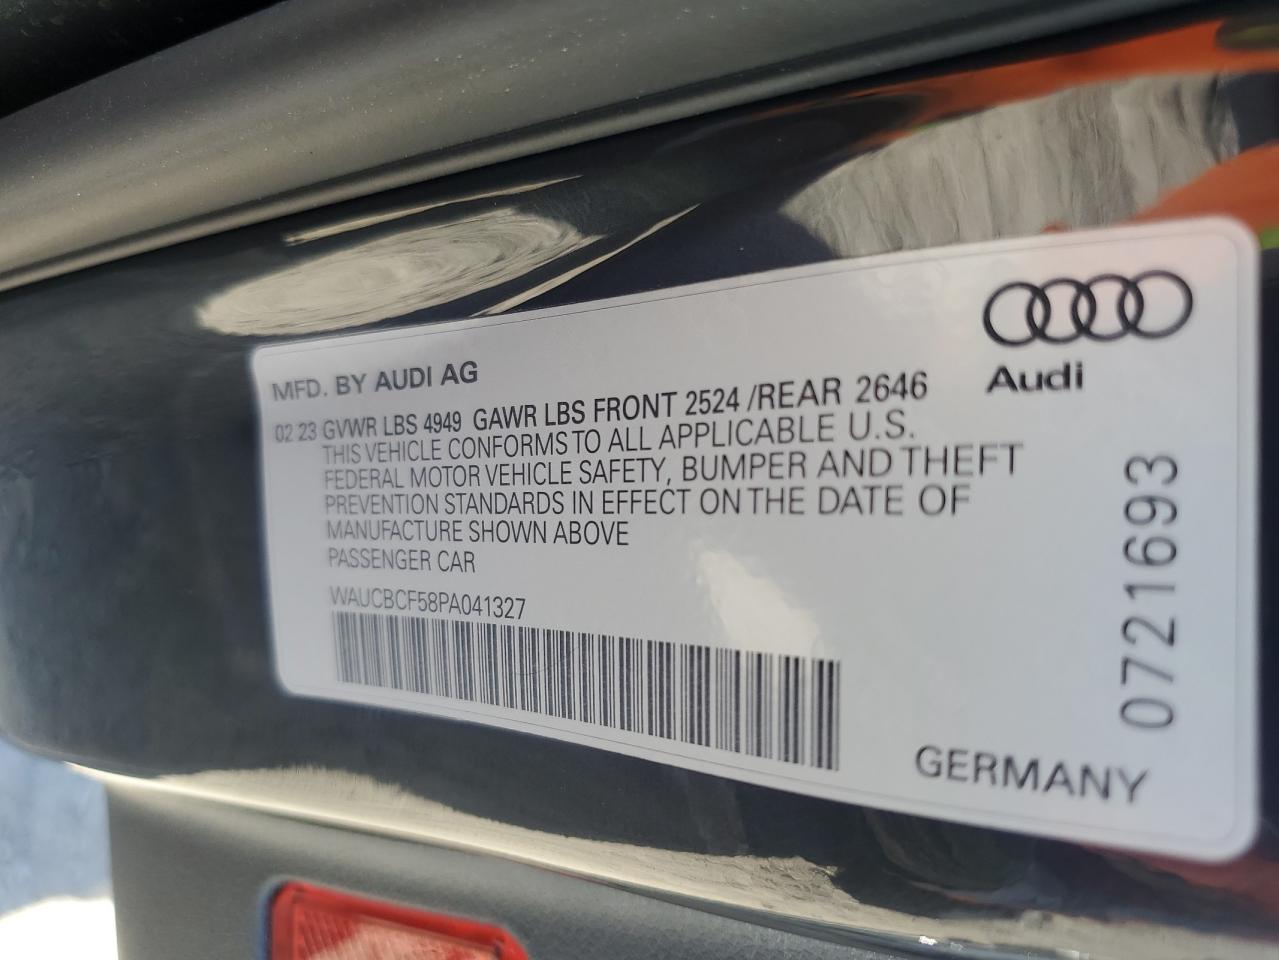 Audi
MFD. BY AUDI AG
02 23 GVWR LBS 4949 GAWR LBS FRONT 2524 /REAR 2646
THIS VEHICLE CONFORMS TO ALL APPLICABLE U.S.
FEDERAL MOTOR VEHICLE SAFETY, BUMPER AND THEFT
PREVENTION STANDARDS IN EFFECT ON THE DATE OF
MANUFACTURE SHOWN ABOVE
PASSENGER CAR
WAUCBCF58PA041327
GERMANY
0721693